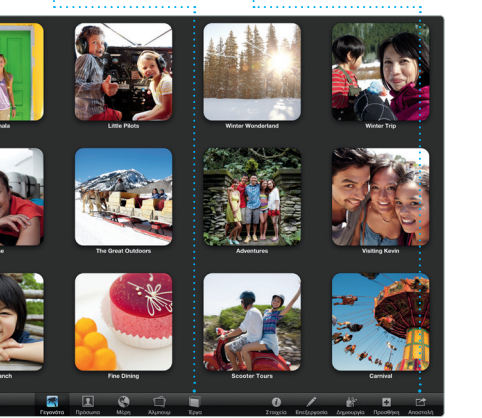 Little Pilots
Winter Wonderland
Winter Trip
The Great Outdoors
Adventures
Visiting Kevin
Fine Dining
Scooter Tours
Carnival
Γεγονότα Πρόσωπα Μέρη Άλμπουμ Έργα Στοιχεία Επεξεργασία Δημιουργία Προσθήκη Αποστολή